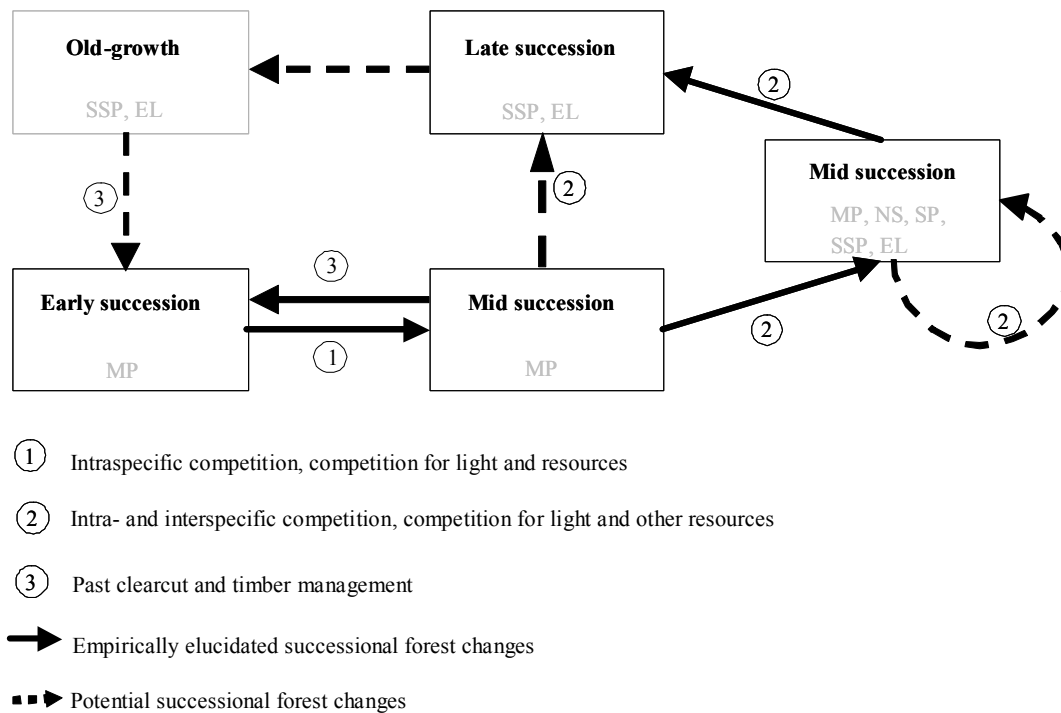 Old-growth
SSP, EL
Late succession
SSP, EL
2
Mid succession
MP, NS, SP,
SSP, EL
3
2
Early succession
MP
3
1
Mid succession
MP
2
2
1 Intraspecific competition, competition for light and resources
2 Intra- and interspecific competition, competition for light and other resources
3 Past clearcut and timber management
Empirically elucidated successional forest changes
Potential successional forest changes